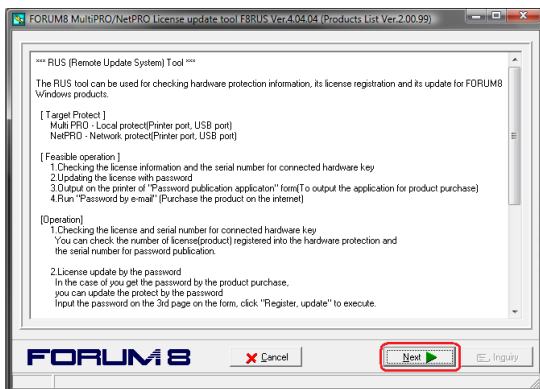 FORUM8 MultiPRO/NetPRO License update tool F8RUS Ver.4.04.04 (Products List Ver.2.00.99)
*** RUS (Remote Update System) Tool ***
The RUS tool can be used for checking hardware protection information, its license registration and its update for FORUM8
Windows products.
[ Target Protect ]
Multi PRO - Local protect(Printer port, USB port)
NetPRO - Network protect(Printer port, USB port)
[ Feasible operation ]
1.Checking the license information and the serial number for connected hardware key
2.Updating the license with password
3.Output on the printer of "Password publication applicaton" form(To output the application for product purchase)
4.Run "Password by e-mail" (Purchase the product on the internet)
[Operation]
1.Checking the license and serial number for connected hardware key
You can check the number of license(product) registered into the hardware protection and
the serial number for password publication.
2.License update by the password
In the case of you get the password by the product purchase,
you can update the protect by the password
Input the password on the 3rd page on the form, click "Register, update" to execute.
FORUM8
Cancel
Next
Inquiry